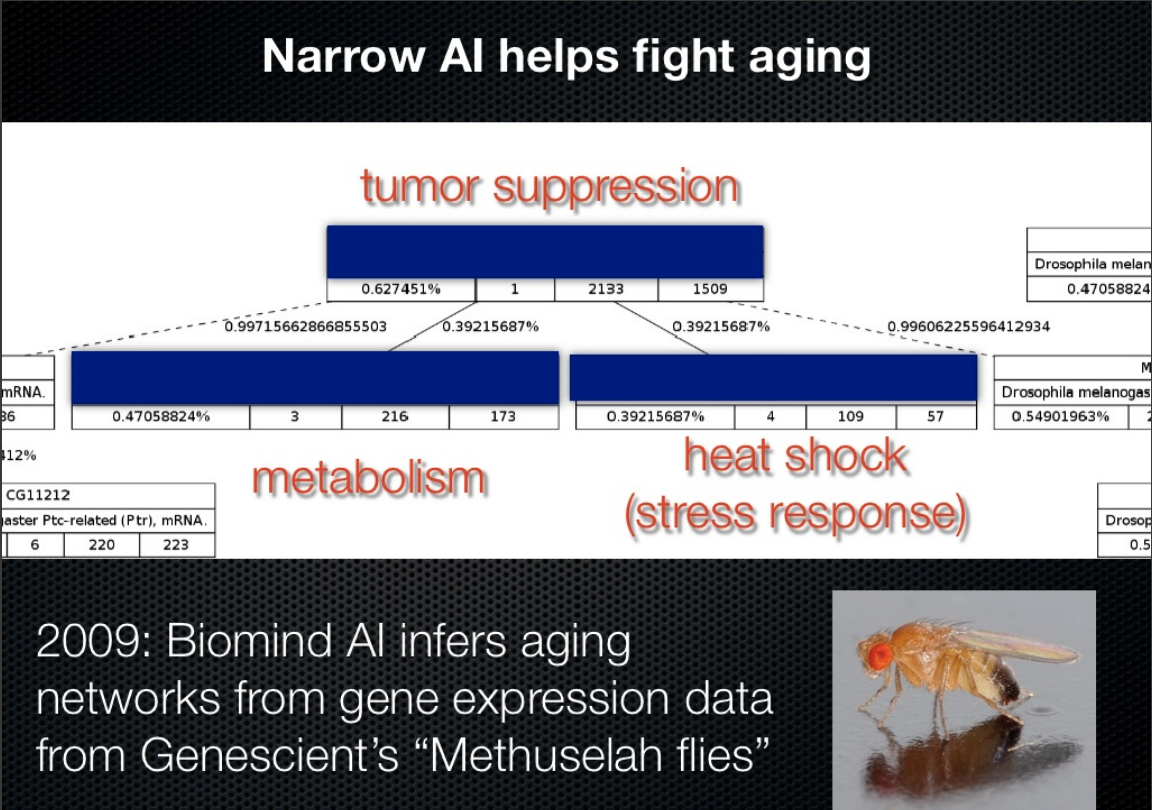 Narrow AI helps fight aging
tumor suppression
0.627451% 1 2133 1509
Drosophila melan
0.47058824
0.99715662866855503 0.39215687% 0.39215687% 0.99606225596412934
mRNA.
36
0.47058824% 3 216 173
0.39215687% 4 109 57
M
Drosophila melanogas
0.54901963% 2
412%
metabolism
heat shock
(stress response)
CG11212
gaster Ptc-related (Ptr), mRNA.
6 220 223
Drosop
0.5
2009: Biomind AI infers aging
networks from gene expression data
from Genescient’s “Methuselah flies”